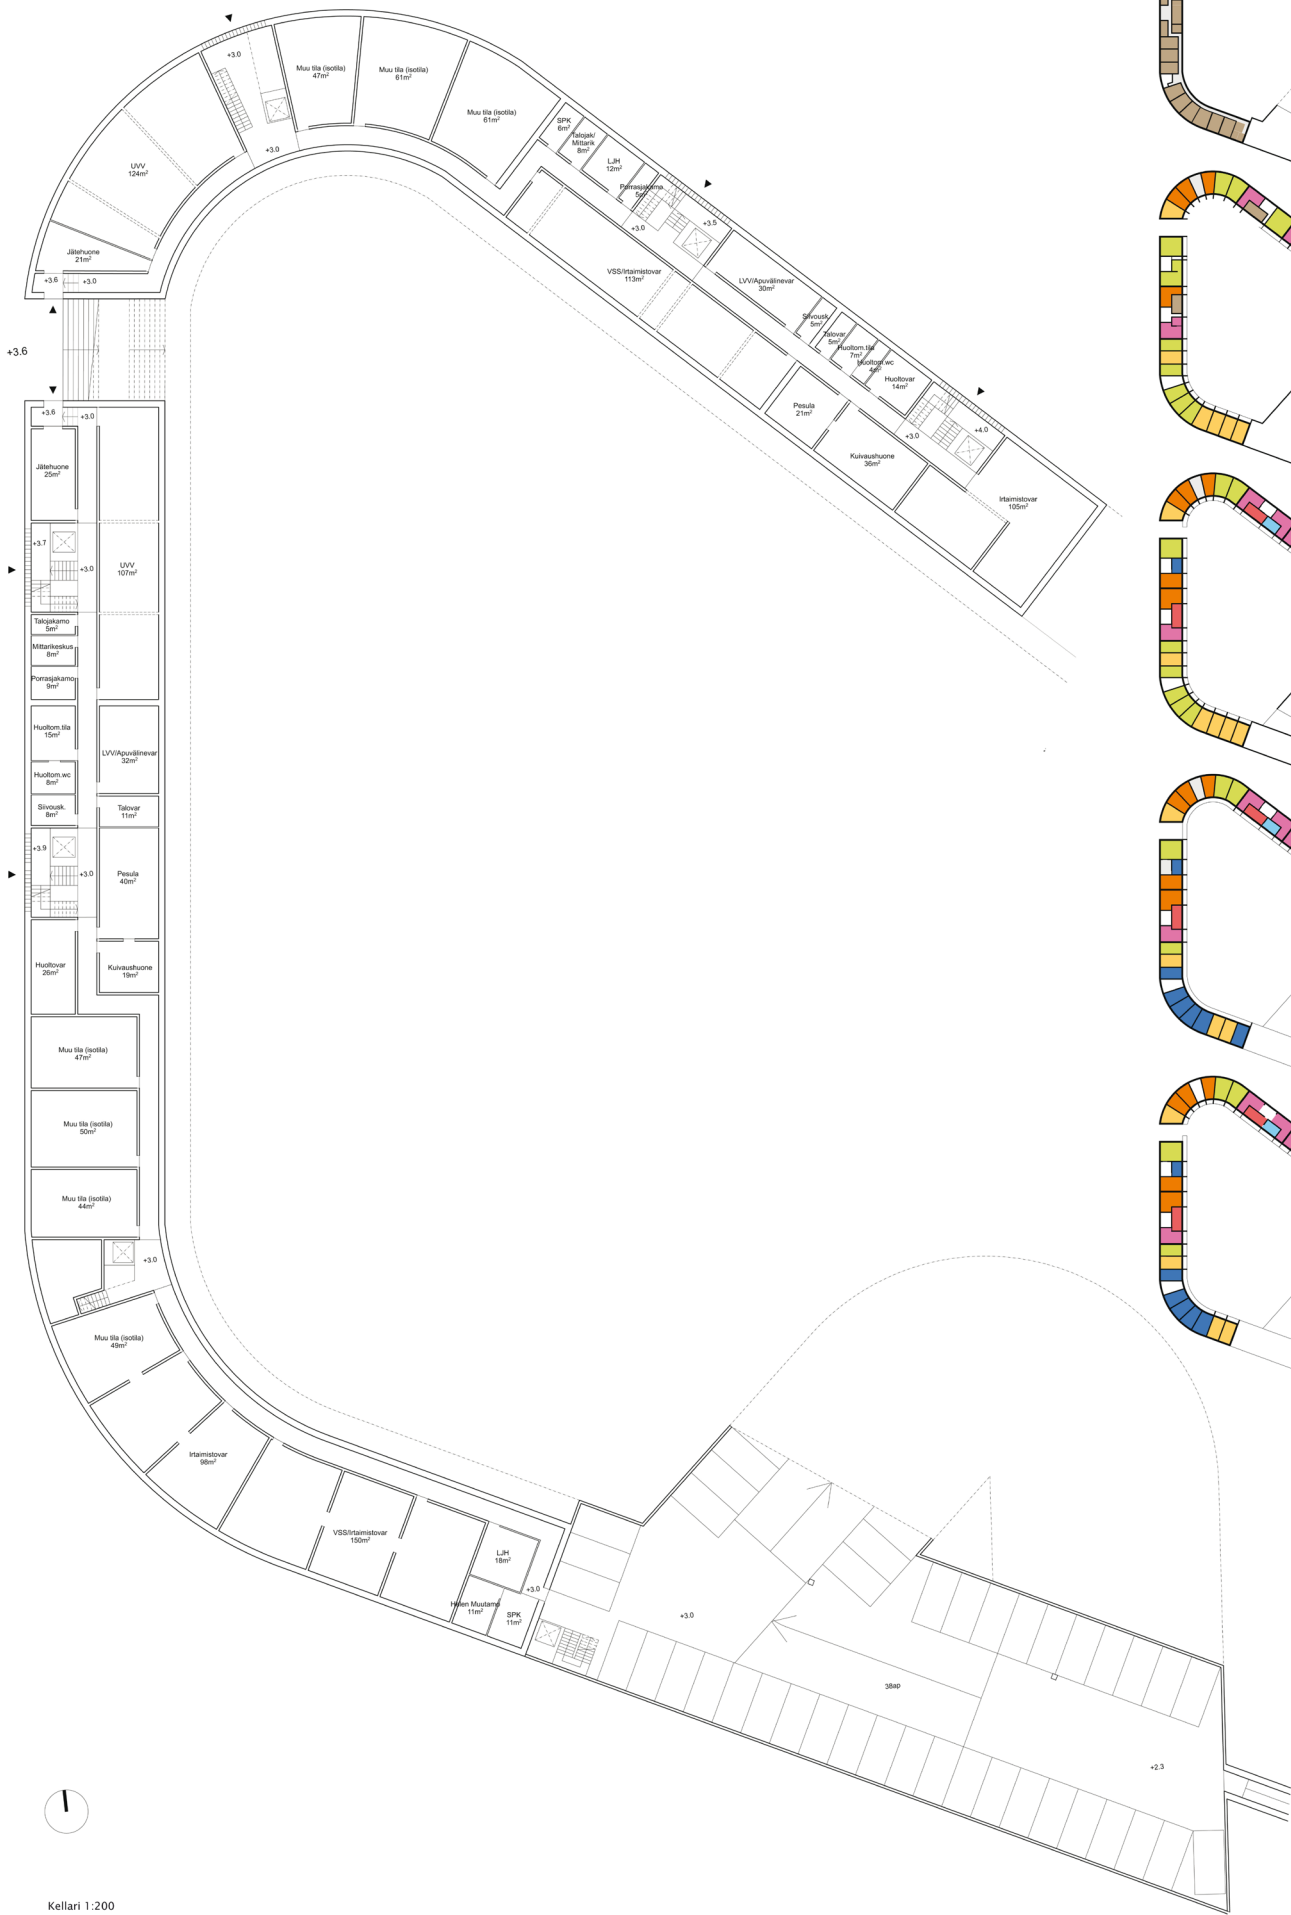 +3.0
Muu tila (isotila)
47m²
Muu tila (isotila)
61m²
Muu tila (isotila)
61m²
SPK
6m²
Talojak/
Mittarik
8m²
LJH
12m²
Porrasjakamo
5m²
+3.0
UVV
124m²
+3.5
+3.0
Jätehuone
21m²
+3.6
+3.0
VSS/Irtaimistovar
113m²
LVV/Apuvälinevar
30m²
Siivousk.
5m²
Talovar
5m²
Huoltom.tila
7m²
Huoltom.wc
4m²
Huoltovar
14m²
+3.6
Pesula
21m²
+4.0
+3.0
Kuivaushuone
36m²
Irtaimistovar
105m²
+3.6
+3.0
Jätehuone
25m²
+3.7
+3.0
UVV
107m²
Talojakamo
5m²
Mittarikeskus
8m²
Porrasjakamo
9m²
Huoltom.tila
15m²
LVV/Apuvälinevar
32m²
Huoltom.wc
8m²
Siivousk.
8m²
Talovar
11m²
+3.9
+3.0
Pesula
40m²
Huoltovar
26m²
Kuivaushuone
19m²
Muu tila (isotila)
47m²
Muu tila (isotila)
50m²
Muu tila (isotila)
44m²
+3.0
Muu tila (isotila)
49m²
Irtaimistovar
98m²
VSS/Irtaimistovar
150m²
LJH
18m²
+3.0
Helen Muutamo
11m²
SPK
11m²
+3.0
38ap
+2.3
Kellari 1:200